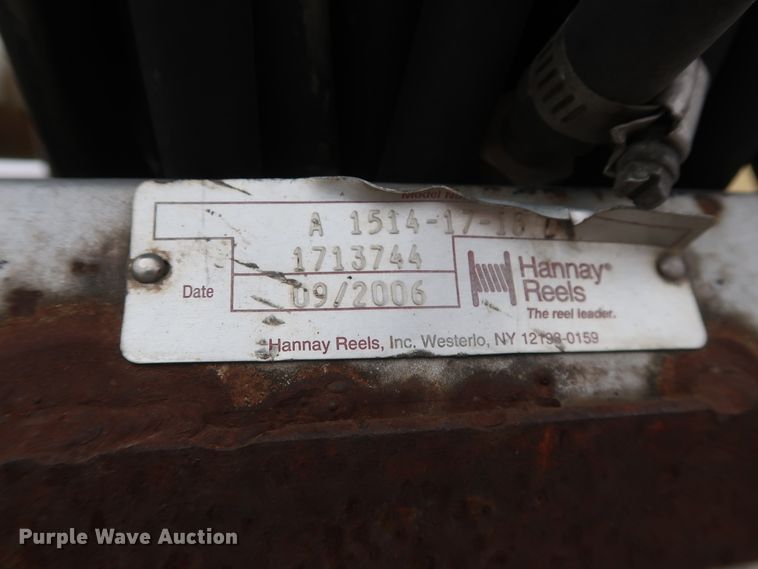 Model No.
A 1514-17-18
1713744
Date 09/2006
Hannay®
Reels
The reel leader.
Hannay Reels, Inc. Westerlo, NY 12193-0159
Purple Wave Auction